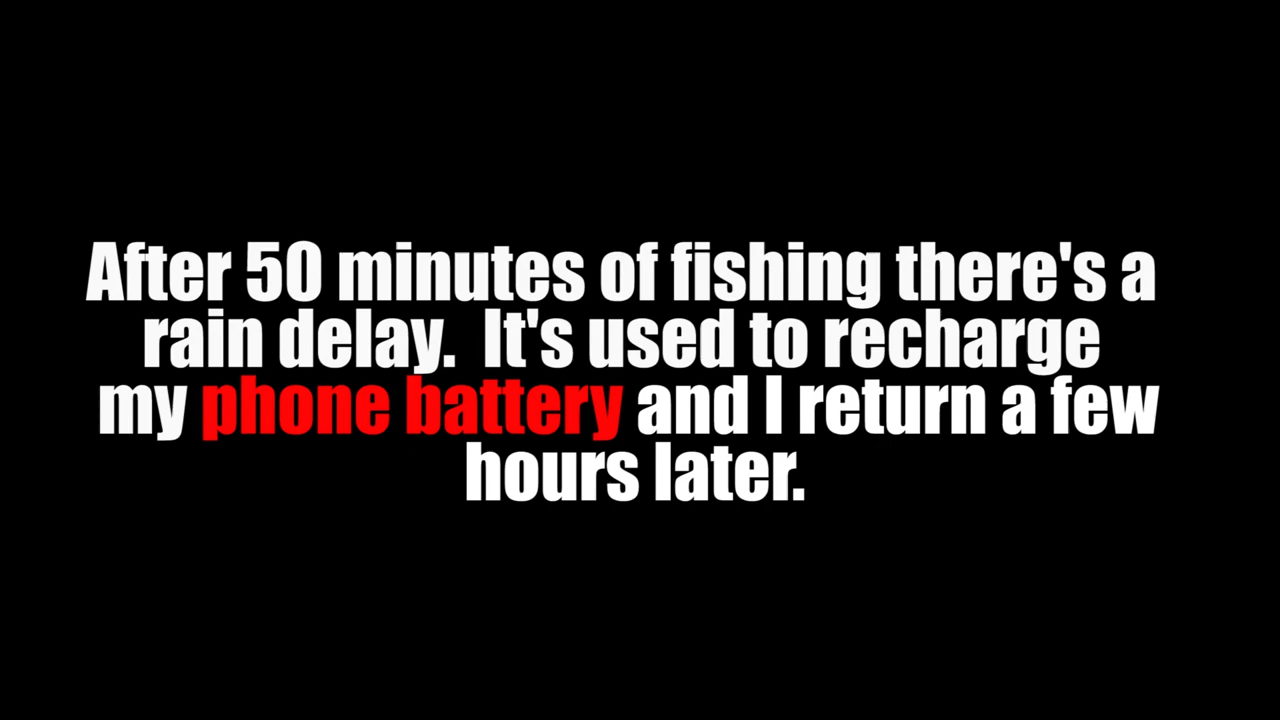 After 50 minutes of fishing there's a
rain delay.  It's used to recharge
my phone battery and I return a few
hours later.